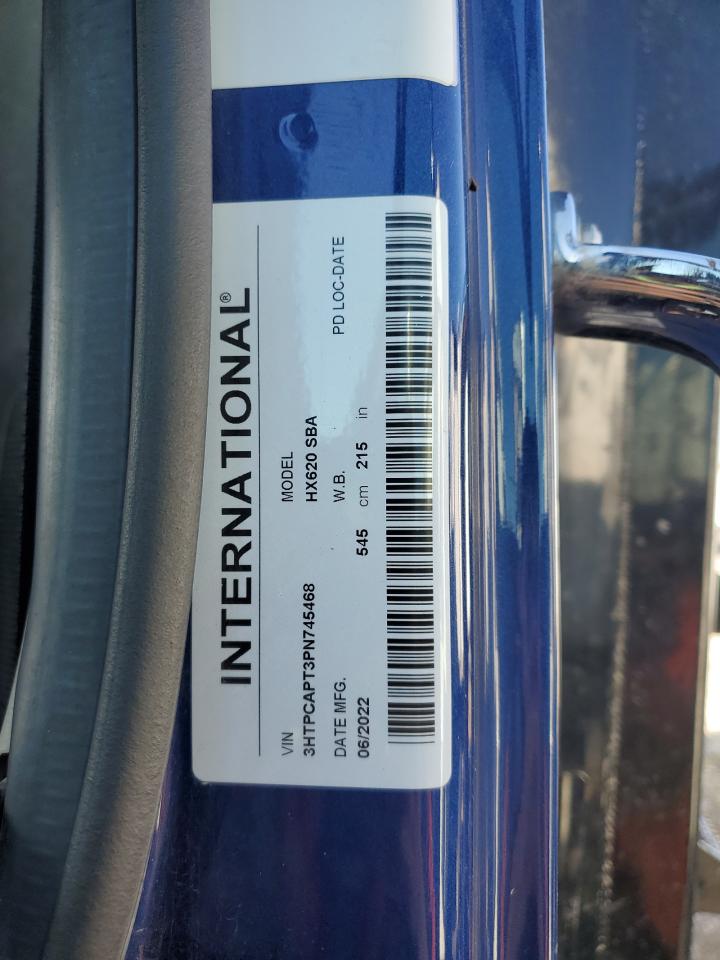 INTERNATIONAL®
VIN MODEL
3HTPCAPT3PN745468 HX620 SBA
DATE MFG. W.B. PD LOC-DATE
06/2022 545 cm 215 in